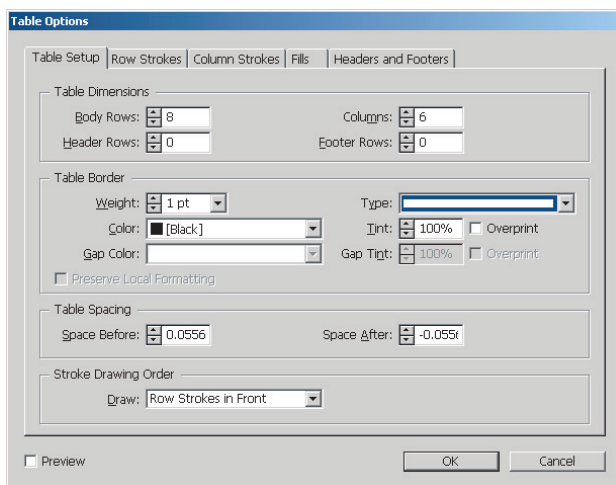 Table Options
Table Setup Row Strokes Column Strokes Fills Headers and Footers
Table Dimensions
Body Rows: 8 Columns: 6
Header Rows: 0 Footer Rows: 0
Table Border
Weight: 1 pt Type:
Color: [Black] Tint: 100% Overprint
Gap Color: Gap Tint: 100% Overprint
Preserve Local Formatting
Table Spacing
Space Before: 0.0556 Space After: -0.0556
Stroke Drawing Order
Draw: Row Strokes in Front
Preview OK Cancel